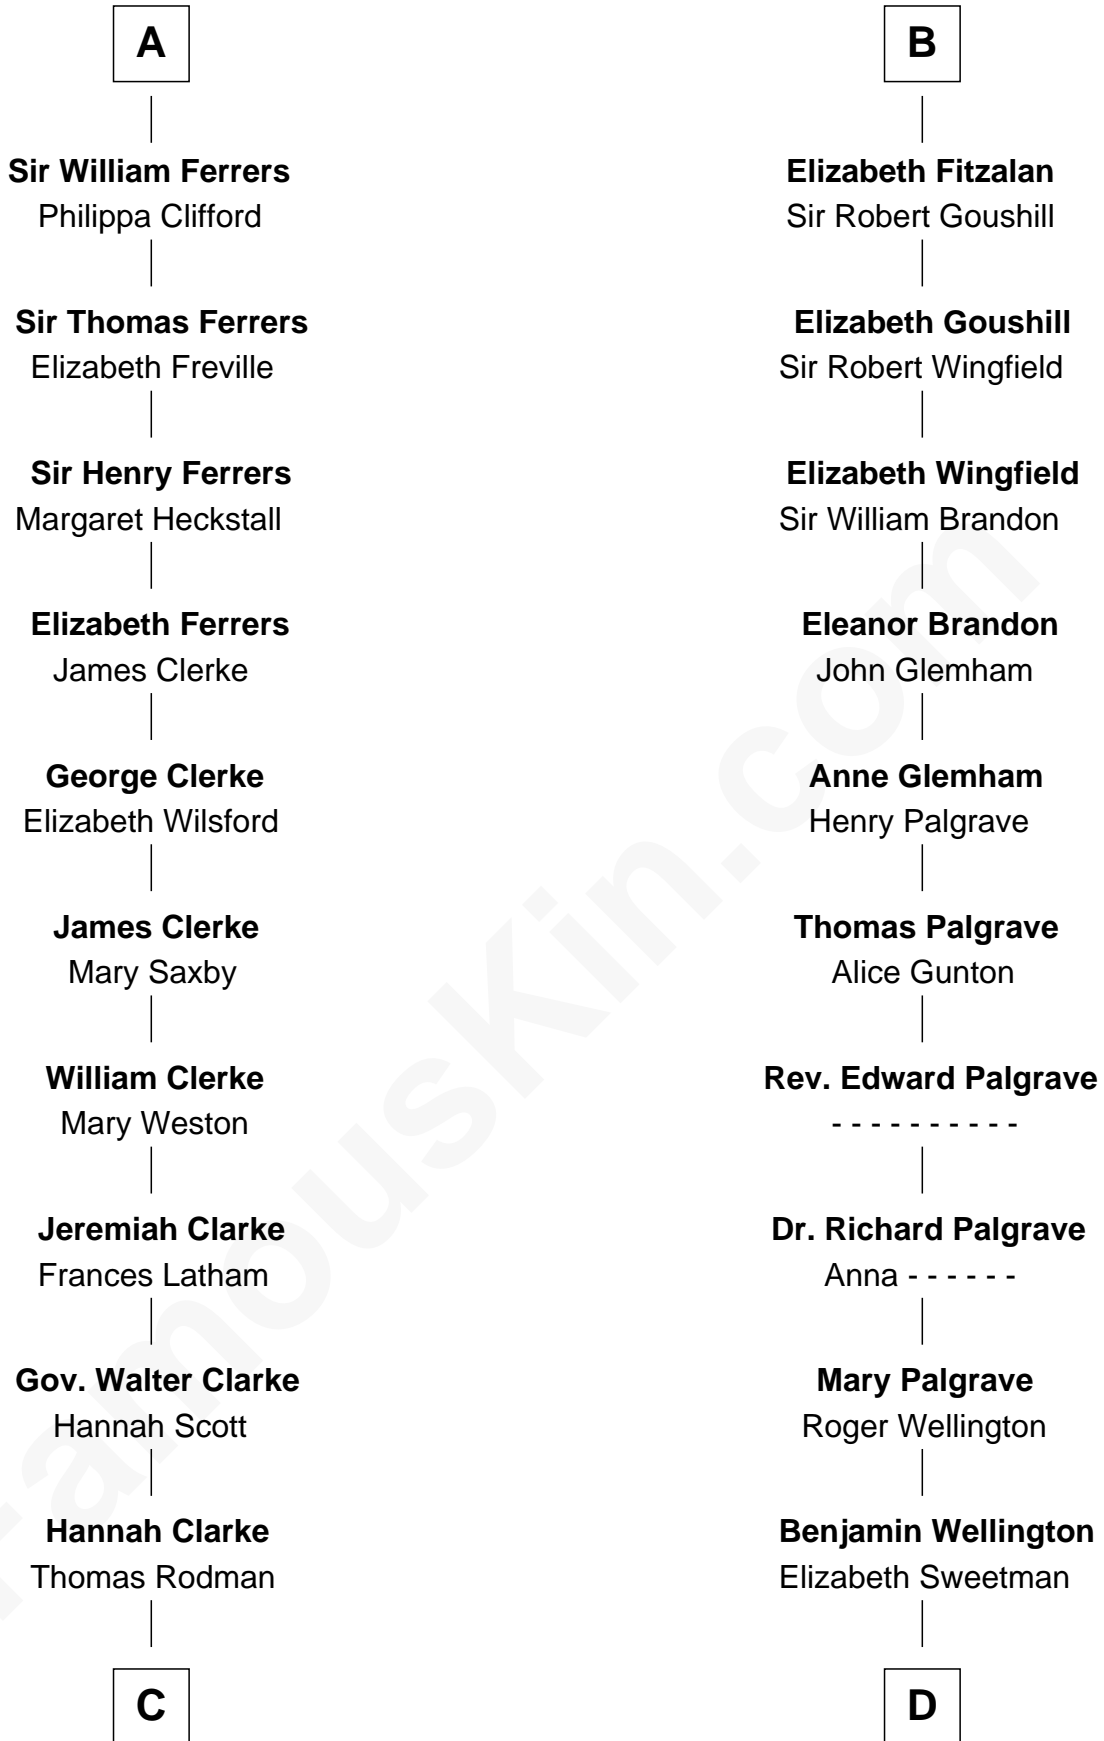 A
Sir William Ferrers
Philippa Clifford
Sir Thomas Ferrers
Elizabeth Freville
Sir Henry Ferrers
Margaret Heckstall
Elizabeth Ferrers
James Clerke
George Clerke
Elizabeth Wilsford
James Clerke
Mary Saxby
William Clerke
Mary Weston
Jeremiah Clarke
Frances Latham
Gov. Walter Clarke
Hannah Scott
Hannah Clarke
Thomas Rodman
C
B
Elizabeth Fitzalan
Sir Robert Goushill
Elizabeth Goushill
Sir Robert Wingfield
Elizabeth Wingfield
Sir William Brandon
Eleanor Brandon
John Glemham
Anne Glemham
Henry Palgrave
Thomas Palgrave
Alice Gunton
Rev. Edward Palgrave
- - - - - - - - - -
Dr. Richard Palgrave
Anna - - - - - -
Mary Palgrave
Roger Wellington
Benjamin Wellington
Elizabeth Sweetman
D
FamousKin.com